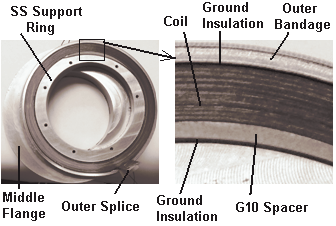 SS Support
Ring
Coil
Ground
Insulation
Outer
Bandage
Middle
Flange
Outer Splice
Ground
Insulation
G10 Spacer